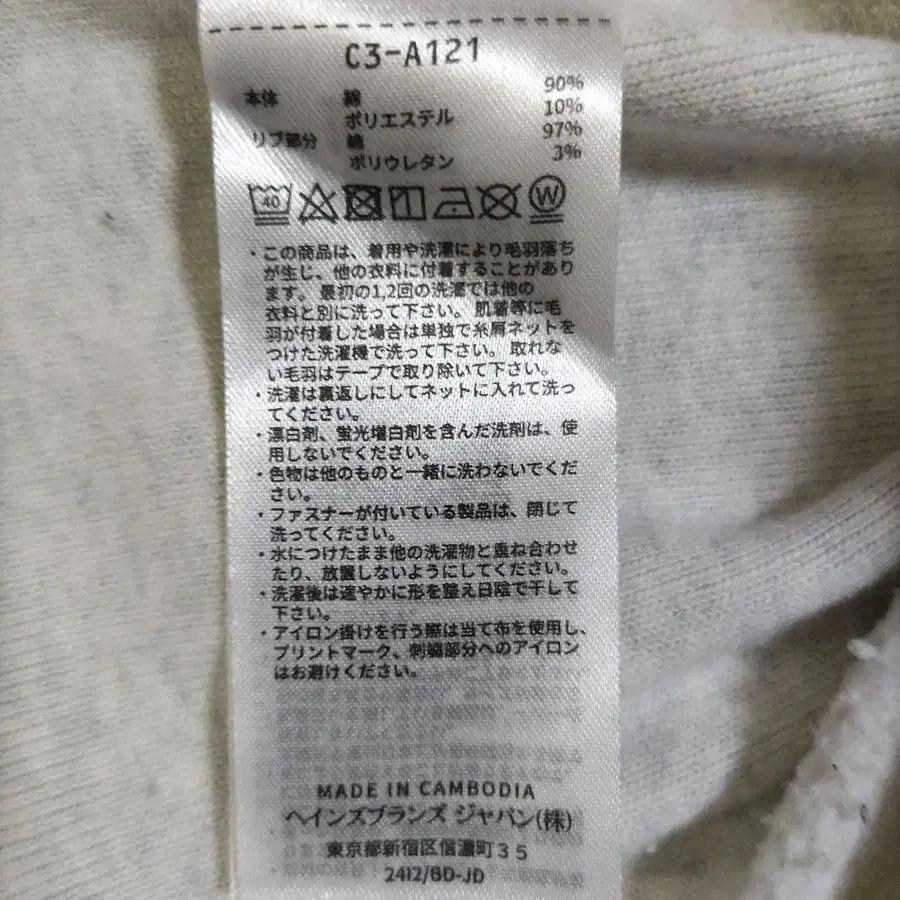 C3-A121
本体 綿 90%
ポリエステル 10%
リブ部分 綿 97%
ポリウレタン 3%
40 W
・この商品は、着用や洗濯により毛羽落ち
が生じ、他の衣料に付着することがあり
ます。最初の1,2回の洗濯では他の
衣料と別に洗って下さい。肌着等に毛
羽が付着した場合は単独で糸屑ネットを
つけた洗濯機で洗って下さい。取れな
い毛羽はテープで取り除いて下さい。
・洗濯は裏返しにしてネットに入れて洗っ
てください。
・漂白剤、蛍光増白剤を含んだ洗剤は、使
用しないでください。
・色物は他のものと一緒に洗わないでくだ
さい。
・ファスナーが付いている製品は、閉じて
洗ってください。
・水につけたまま他の洗濯物と重ね合わせ
たり、放置しないようにしてください。
・洗濯後は速やかに形を整え日陰で干して
下さい。
・アイロン掛けを行う際は当て布を使用し、
プリントマーク、刺繍部分へのアイロン
はお避けください。
MADE IN CAMBODIA
ヘインズブランズ ジャパン(株)
東京都新宿区信濃町35
2412/BD-JD